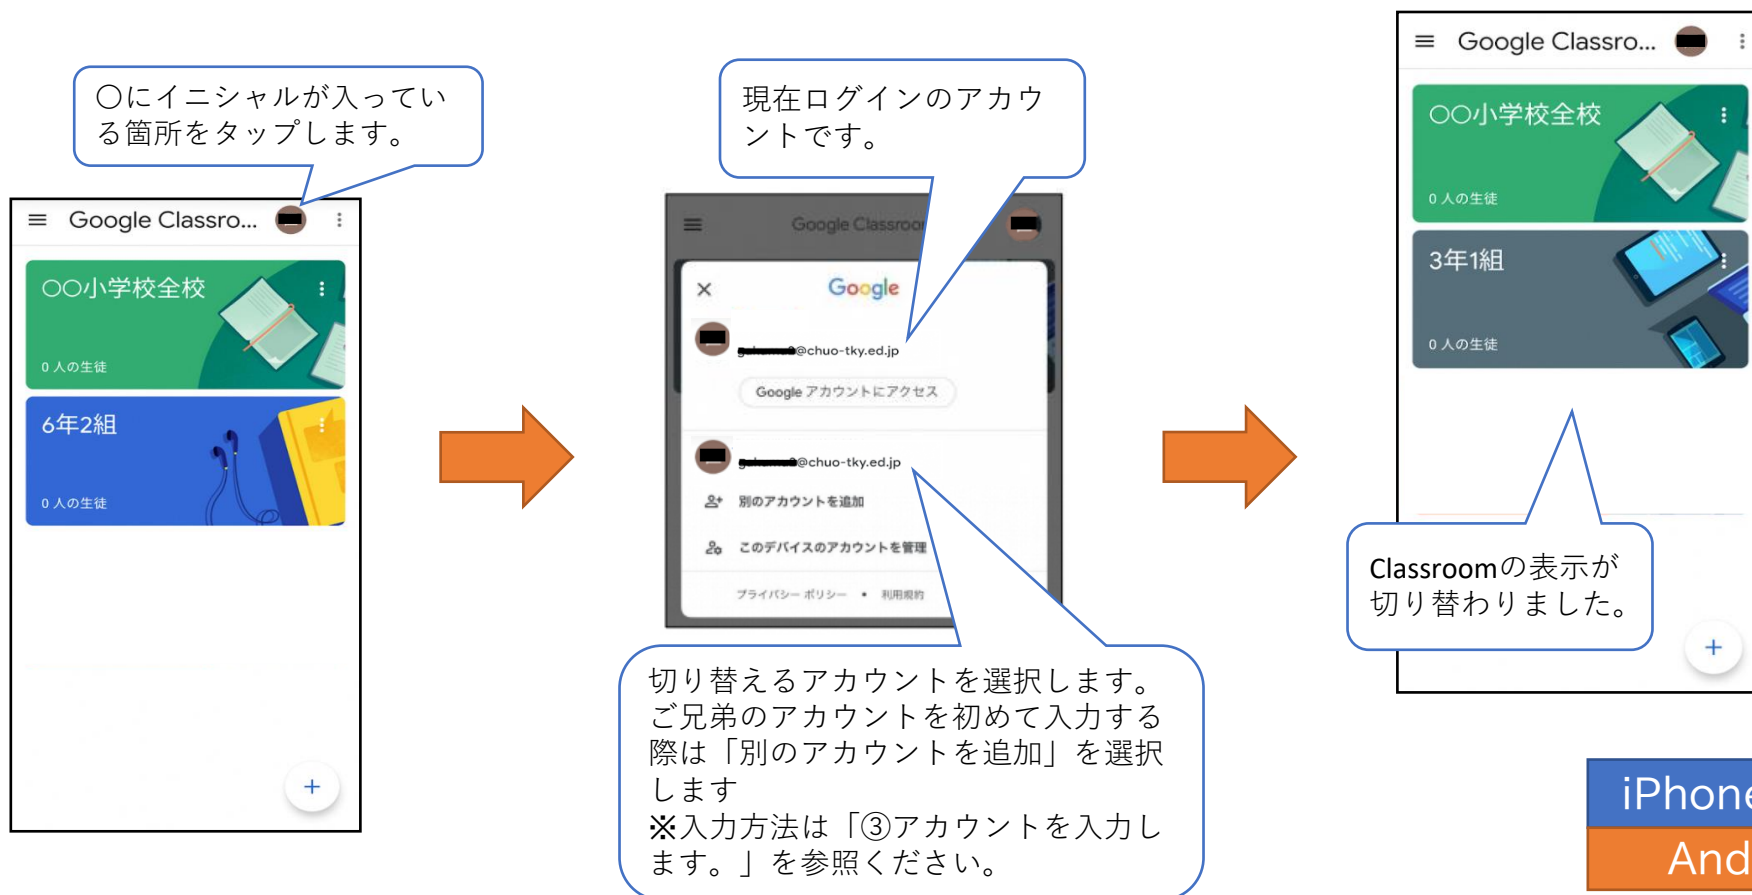 〇にイニシャルが入ってい
る箇所をタップします。
Google Classro...
〇〇小学校全校
0 人の生徒
6年2組
0 人の生徒
現在ログインのアカウ
ントです。
Google Classroo
Google
@chuo-tky.ed.jp
Google アカウントにアクセス
@chuo-tky.ed.jp
別のアカウントを追加
このデバイスのアカウントを管理
プライバシー ポリシー • 利用規約
切り替えるアカウントを選択します。
ご兄弟のアカウントを初めて入力する
際は「別のアカウントを追加」を選択
します
※入力方法は「③アカウントを入力し
ます。」を参照ください。
Google Classro...
〇〇小学校全校
0 人の生徒
3年1組
0 人の生徒
Classroomの表示が
切り替わりました。
iPhone
And